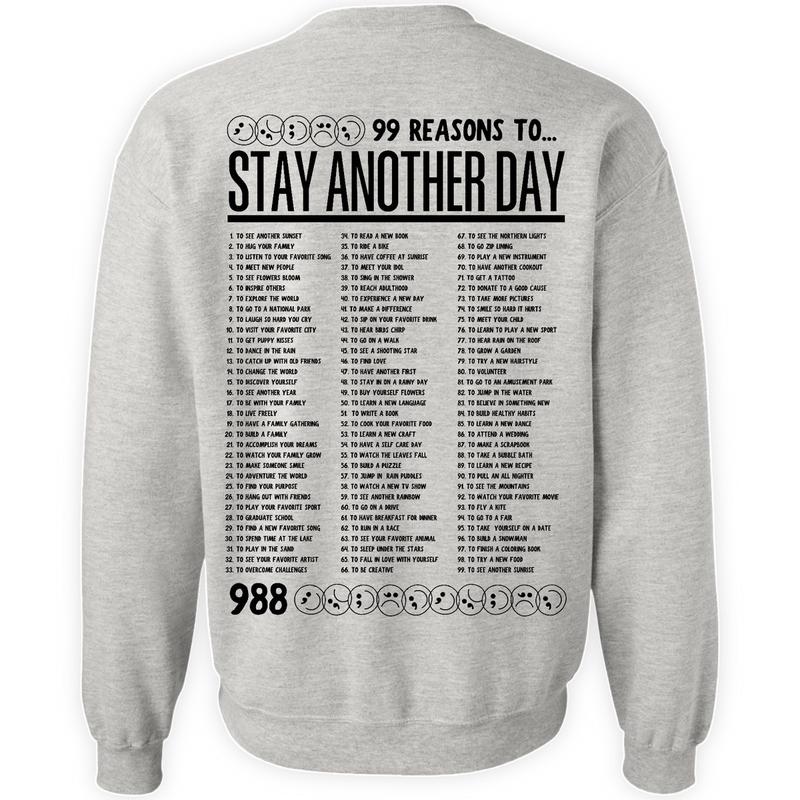 99 REASONS TO...
STAY ANOTHER DAY
1. TO SEE ANOTHER SUNSET
2. TO HUG YOUR FAMILY
3. TO LISTEN TO YOUR FAVORITE SONG
4. TO MEET NEW PEOPLE
5. TO SEE FLOWERS BLOOM
6. TO INSPIRE OTHERS
7. TO EXPLORE THE WORLD
8. TO GO TO A NATIONAL PARK
9. TO LAUGH SO HARD YOU CRY
10. TO VISIT YOUR FAVORITE CITY
11. TO GET PUPPY KISSES
12. TO DANCE IN THE RAIN
13. TO CATCH UP WITH OLD FRIENDS
14. TO CHANGE THE WORLD
15. TO DISCOVER YOURSELF
16. TO SEE ANOTHER YEAR
17. TO BE WITH YOUR FAMILY
18. TO LIVE FREELY
19. TO HAVE A FAMILY GATHERING
20. TO BUILD A FAMILY
21. TO ACCOMPLISH YOUR DREAMS
22. TO WATCH YOUR FAMILY GROW
23. TO MAKE SOMEONE SMILE
24. TO ADVENTURE THE WORLD
25. TO FIND YOUR PURPOSE
26. TO HANG OUT WITH FRIENDS
27. TO PLAY YOUR FAVORITE SPORT
28. TO GRADUATE SCHOOL
29. TO FIND A NEW FAVORITE SONG
30. TO SPEND TIME AT THE LAKE
31. TO PLAY IN THE SAND
32. TO SEE YOUR FAVORITE ARTIST
33. TO OVERCOME CHALLENGES
34. TO READ A NEW BOOK
35. TO RIDE A BIKE
36. TO HAVE COFFEE AT SUNRISE
37. TO MEET YOUR IDOL
38. TO SING IN THE SHOWER
39. TO REACH ADULTHOOD
40. TO EXPERIENCE A NEW DAY
41. TO MAKE A DIFFERENCE
42. TO SIP ON YOUR FAVORITE DRINK
43. TO HEAR BIRDS CHIRP
44. TO GO ON A WALK
45. TO SEE A SHOOTING STAR
46. TO FIND LOVE
47. TO HAVE ANOTHER FIRST
48. TO STAY IN ON A RAINY DAY
49. TO BUY YOURSELF FLOWERS
50. TO LEARN A NEW LANGUAGE
51. TO WRITE A BOOK
52. TO COOK YOUR FAVORITE FOOD
53. TO LEARN A NEW CRAFT
54. TO HAVE A SELF CARE DAY
55. TO WATCH THE LEAVES FALL
56. TO BUILD A PUZZLE
57. TO JUMP IN RAIN PUDDLES
58. TO WATCH A NEW TV SHOW
59. TO SEE ANOTHER RAINBOW
60. TO GO ON A DRIVE
61. TO HAVE BREAKFAST FOR DINNER
62. TO RUN IN A RACE
63. TO SEE YOUR FAVORITE ANIMAL
64. TO SLEEP UNDER THE STARS
65. TO FALL IN LOVE WITH YOURSELF
66. TO BE CREATIVE
67. TO SEE THE NORTHERN LIGHTS
68. TO GO ZIP LINING
69. TO PLAY A NEW INSTRUMENT
70. TO HAVE ANOTHER COOKOUT
71. TO GET A TATTOO
72. TO DONATE TO A GOOD CAUSE
73. TO TAKE MORE PICTURES
74. TO SMILE SO HARD IT HURTS
75. TO MEET YOUR CHILD
76. TO LEARN TO PLAY A NEW SPORT
77. TO HEAR RAIN ON THE ROOF
78. TO GROW A GARDEN
79. TO TRY A NEW HAIRSTYLE
80. TO VOLUNTEER
81. TO GO TO AN AMUSEMENT PARK
82. TO JUMP IN THE WATER
83. TO BELIEVE IN SOMETHING NEW
84. TO BUILD HEALTHY HABITS
85. TO LEARN A NEW DANCE
86. TO ATTEND A WEDDING
87. TO MAKE A SCRAPBOOK
88. TO TAKE A BUBBLE BATH
89. TO LEARN A NEW RECIPE
90. TO PULL AN ALL NIGHTER
91. TO SEE THE MOUNTAINS
92. TO WATCH YOUR FAVORITE MOVIE
93. TO FLY A KITE
94. TO GO TO A FAIR
95. TO TAKE YOURSELF ON A DATE
96. TO BUILD A SNOWMAN
97. TO FINISH A COLORING BOOK
98. TO TRY A NEW FOOD
99. TO SEE ANOTHER SUNRISE
988